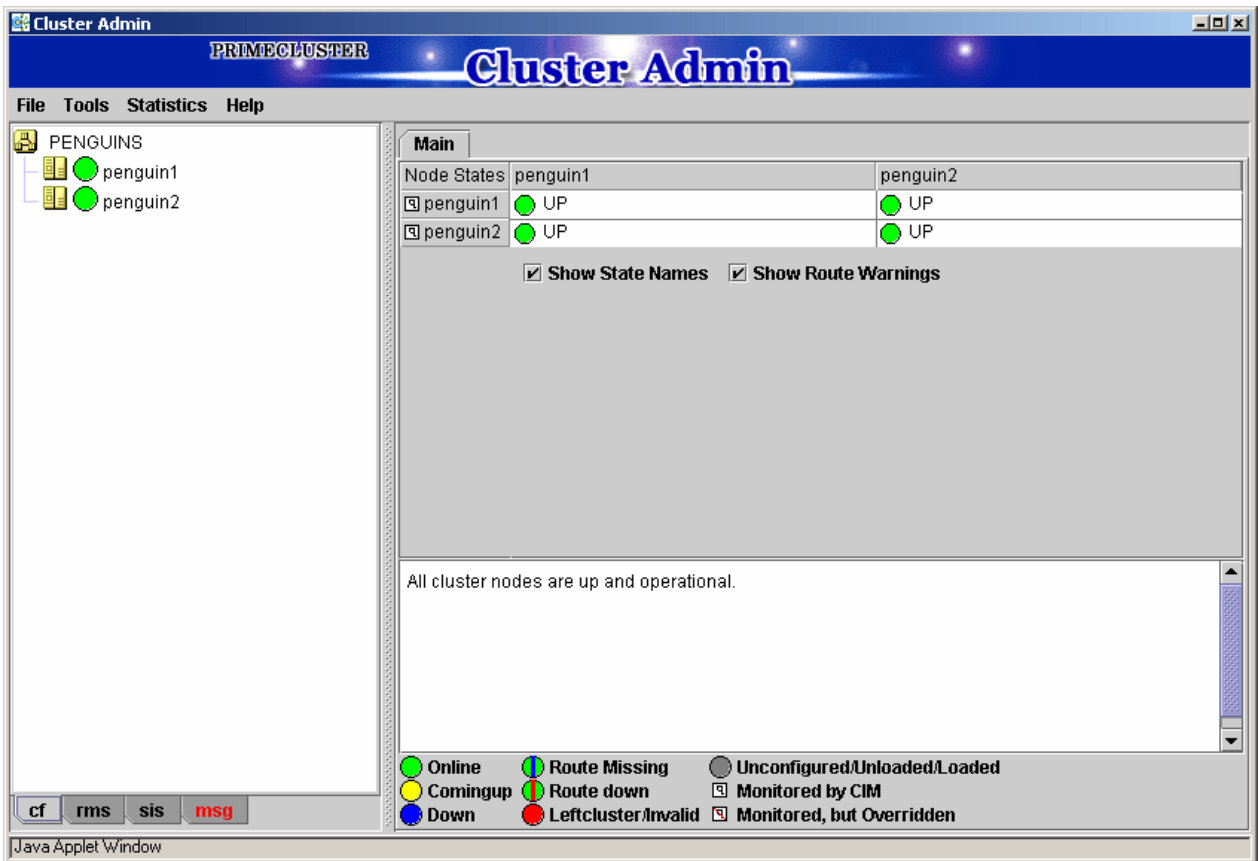 Cluster Admin
PRIMECLUSTER
Cluster Admin
File Tools Statistics Help
PENGUINS
penguin1
penguin2
Main
Node States penguin1 penguin2
penguin1 UP UP
penguin2 UP UP
Show State Names Show Route Warnings
All cluster nodes are up and operational.
Online Route Missing Unconfigured/Unloaded/Loaded
Comingup Route down Monitored by CIM
Down Leftcluster/Invalid Monitored, but Overridden
cf rms sis msg
Java Applet Window